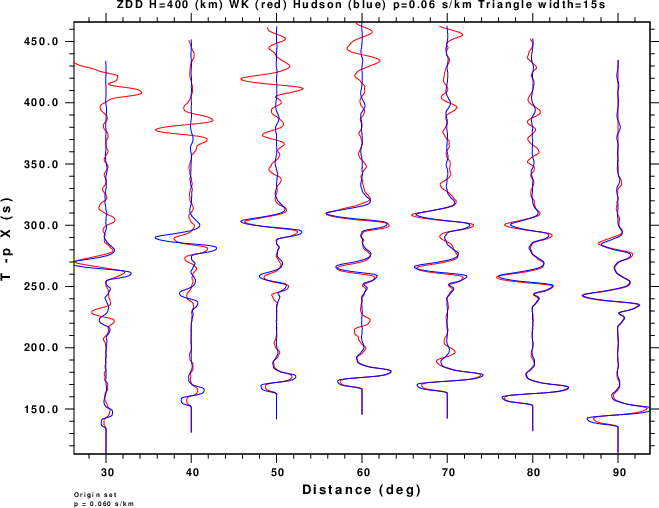 ZDD H=400 (km) WK (red) Hudson (blue) p=0.06 s/km Triangle width=15s
450.0
400.0
350.0
300.0
250.0
200.0
150.0
T -p X (s)
30 40 50 60 70 80 90
Distance (deg)
Origin set
p = 0.060 s/km